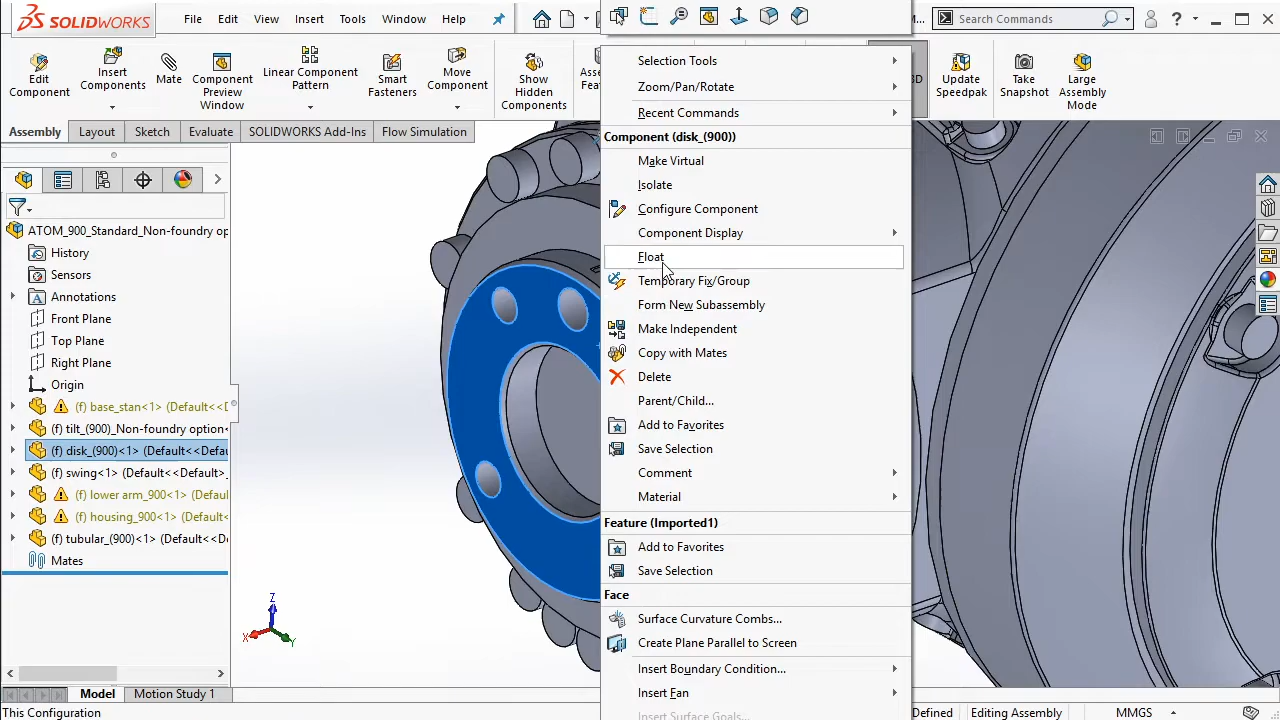 SOLIDWORKS
File Edit View Insert Tools Window Help
M...
Search Commands
?
Edit Component
Insert Components
Mate
Component Preview Window
Linear Component Pattern
Smart Fasteners
Move Component
Show Hidden Components
Update Speedpak
Take Snapshot
Large Assembly Mode
Assembly Layout Sketch Evaluate SOLIDWORKS Add-Ins Flow Simulation
ATOM_900_Standard_Non-foundry op
History
Sensors
Annotations
Front Plane
Top Plane
Right Plane
Origin
(f) base_stan<1> (Default<<D
(f) tilt_(900)_Non-foundry option<
(f) disk_(900)<1> (Default<<Defau
(f) swing<1> (Default<<Default>_
(f) lower arm_900<1> (Default
(f) housing_900<1> (Default<
(f) tubular_(900)<1> (Default<<D
Mates
Selection Tools
Zoom/Pan/Rotate
Recent Commands
Component (disk_(900))
Make Virtual
Isolate
Configure Component
Component Display
Float
Temporary Fix/Group
Form New Subassembly
Make Independent
Copy with Mates
Delete
Parent/Child...
Add to Favorites
Save Selection
Comment
Material
Feature (Imported1)
Add to Favorites
Save Selection
Face
Surface Curvature Combs...
Create Plane Parallel to Screen
Insert Boundary Condition...
Insert Fan
Insert Surface Goals...
Z
X
Y
Model Motion Study 1
This Configuration
Defined Editing Assembly MMGS